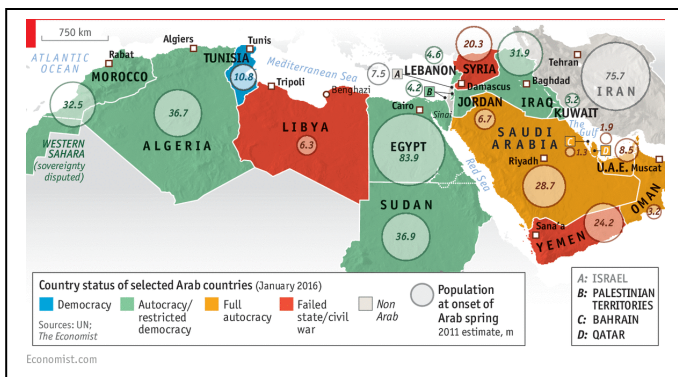 750 km
ATLANTIC
OCEAN
Rabat
MOROCCO
32.5
WESTERN
SAHARA
(sovereignty
disputed)
Algiers
36.7
ALGERIA
Tunis
TUNISIA
10.8
Mediterranean Sea
Tripoli
Benghazi
LIBYA
6.3
7.5
A
4.6
LEBANON
4.2
B
Cairo
Sinai
EGYPT
83.9
SUDAN
36.9
20.3
SYRIA
Damascus
JORDAN
6.7
31.9
Baghdad
IRAQ
Tehran
75.7
IRAN
3.2
KUWAIT
The
Gulf
SAUDI
ARABIA
Riyadh
28.7
C
1.3
1.9
D
8.5
U.A.E.
Muscat
OMAN
3.2
Red Sea
Sana'a
YEMEN
24.2
Country status of selected Arab countries (January 2016)
Democracy
Autocracy/
restricted
democracy
Full
autocracy
Failed
state/civil
war
Non
Arab
Population
at onset of
Arab spring
2011 estimate, m
Sources: UN;
The Economist
A: ISRAEL
B: PALESTINIAN
TERRITORIES
C: BAHRAIN
D: QATAR
Economist.com